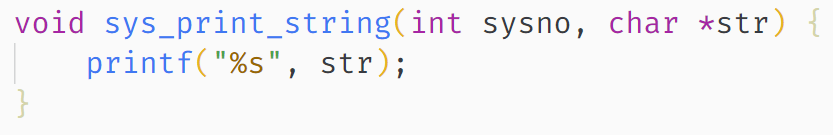 void sys_print_string(int sysno, char *str) {
    printf("%s", str);
}